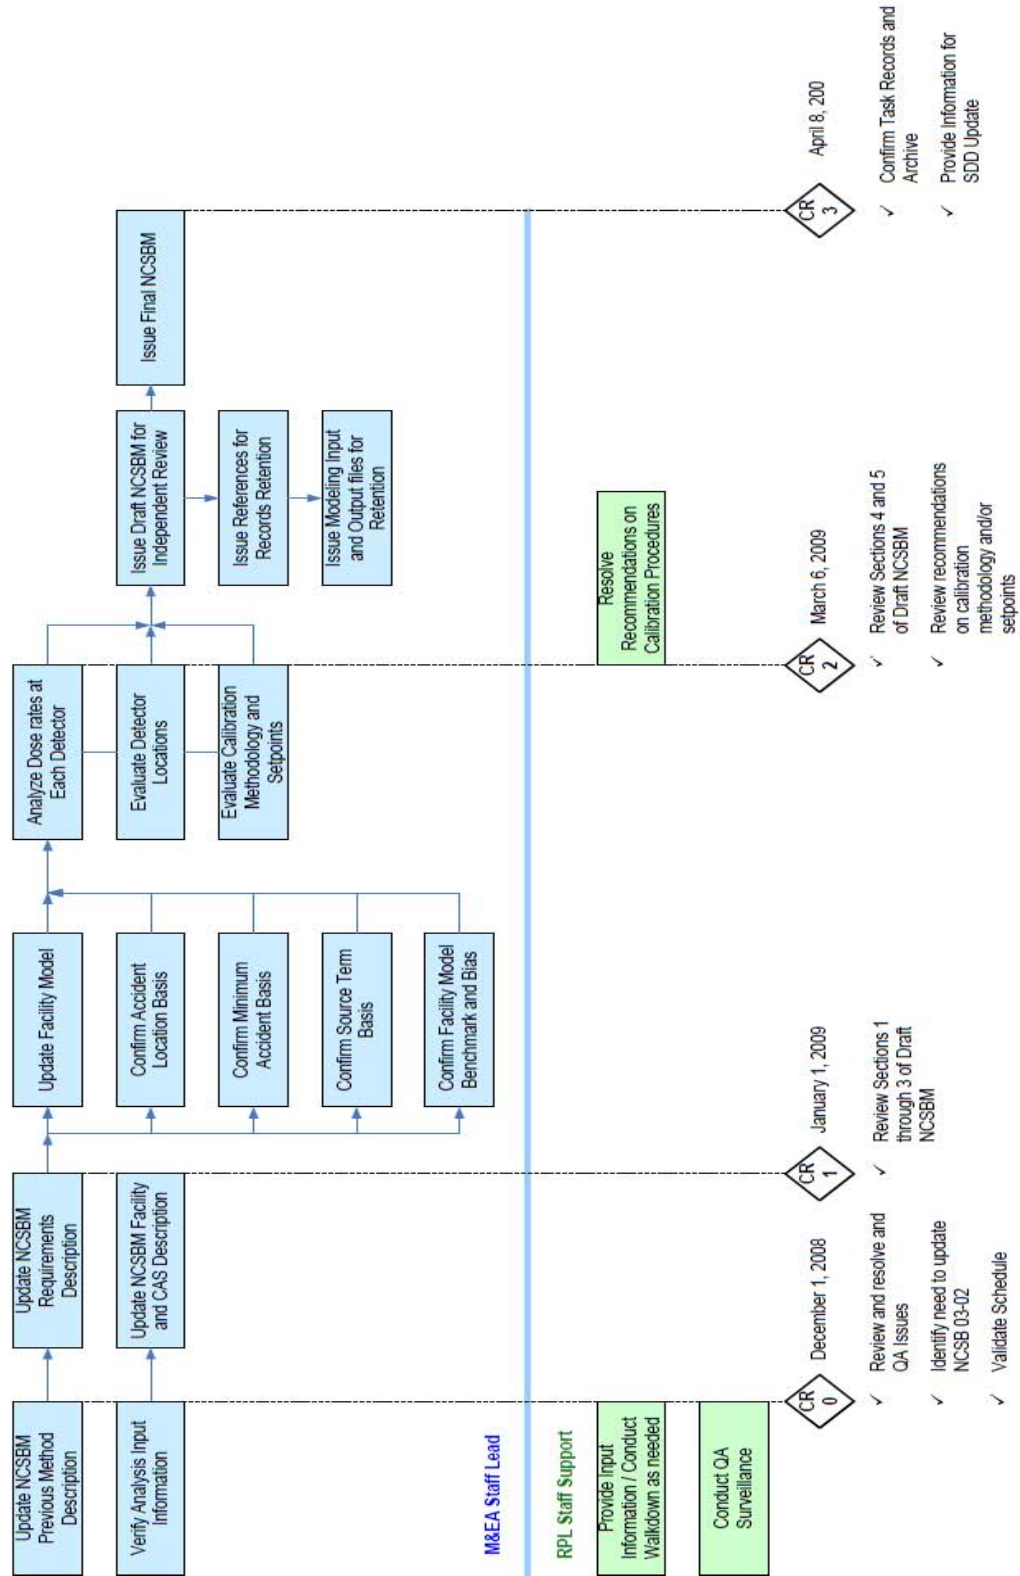 Update NCSBM
Previous Method
Description
Verify Analysis Input
Information
Update NCSBM
Requirements
Description
Update NCSBM Facility
and CAS Description
Update Facility Model
Confirm Accident
Location Basis
Confirm Minimum
Accident Basis
Confirm Source Term
Basis
Confirm Facility Model
Benchmark and Bias
Analyze Dose rates at
Each Detector
Evaluate Detector
Locations
Evaluate Calibration
Methodology and
Setpoints
Issue Draft NCSBM for
Independent Review
Issue References for
Records Retention
Issue Modeling Input
and Output files for
Retention
Issue Final NCSBM
M&EA Staff Lead
RPL Staff Support
Provide Input
Information / Conduct
Walkdown as needed
Conduct QA
Surveillance
Resolve
Recommendations on
Calibration Procedures
CR
0
December 1, 2008
✓ Review and resolve and
QA Issues
✓ Identify need to update
NCSB 03-02
✓ Validate Schedule
CR
1
January 1, 2009
✓ Review Sections 1
through 3 of Draft
NCSBM
CR
2
March 6, 2009
✓ Review Sections 4 and 5
of Draft NCSBM
✓ Review recommendations
on calibration
methodology and/or
setpoints
CR
3
April 8, 200
✓ Confirm Task Records and
Archive
✓ Provide Information for
SDD Update